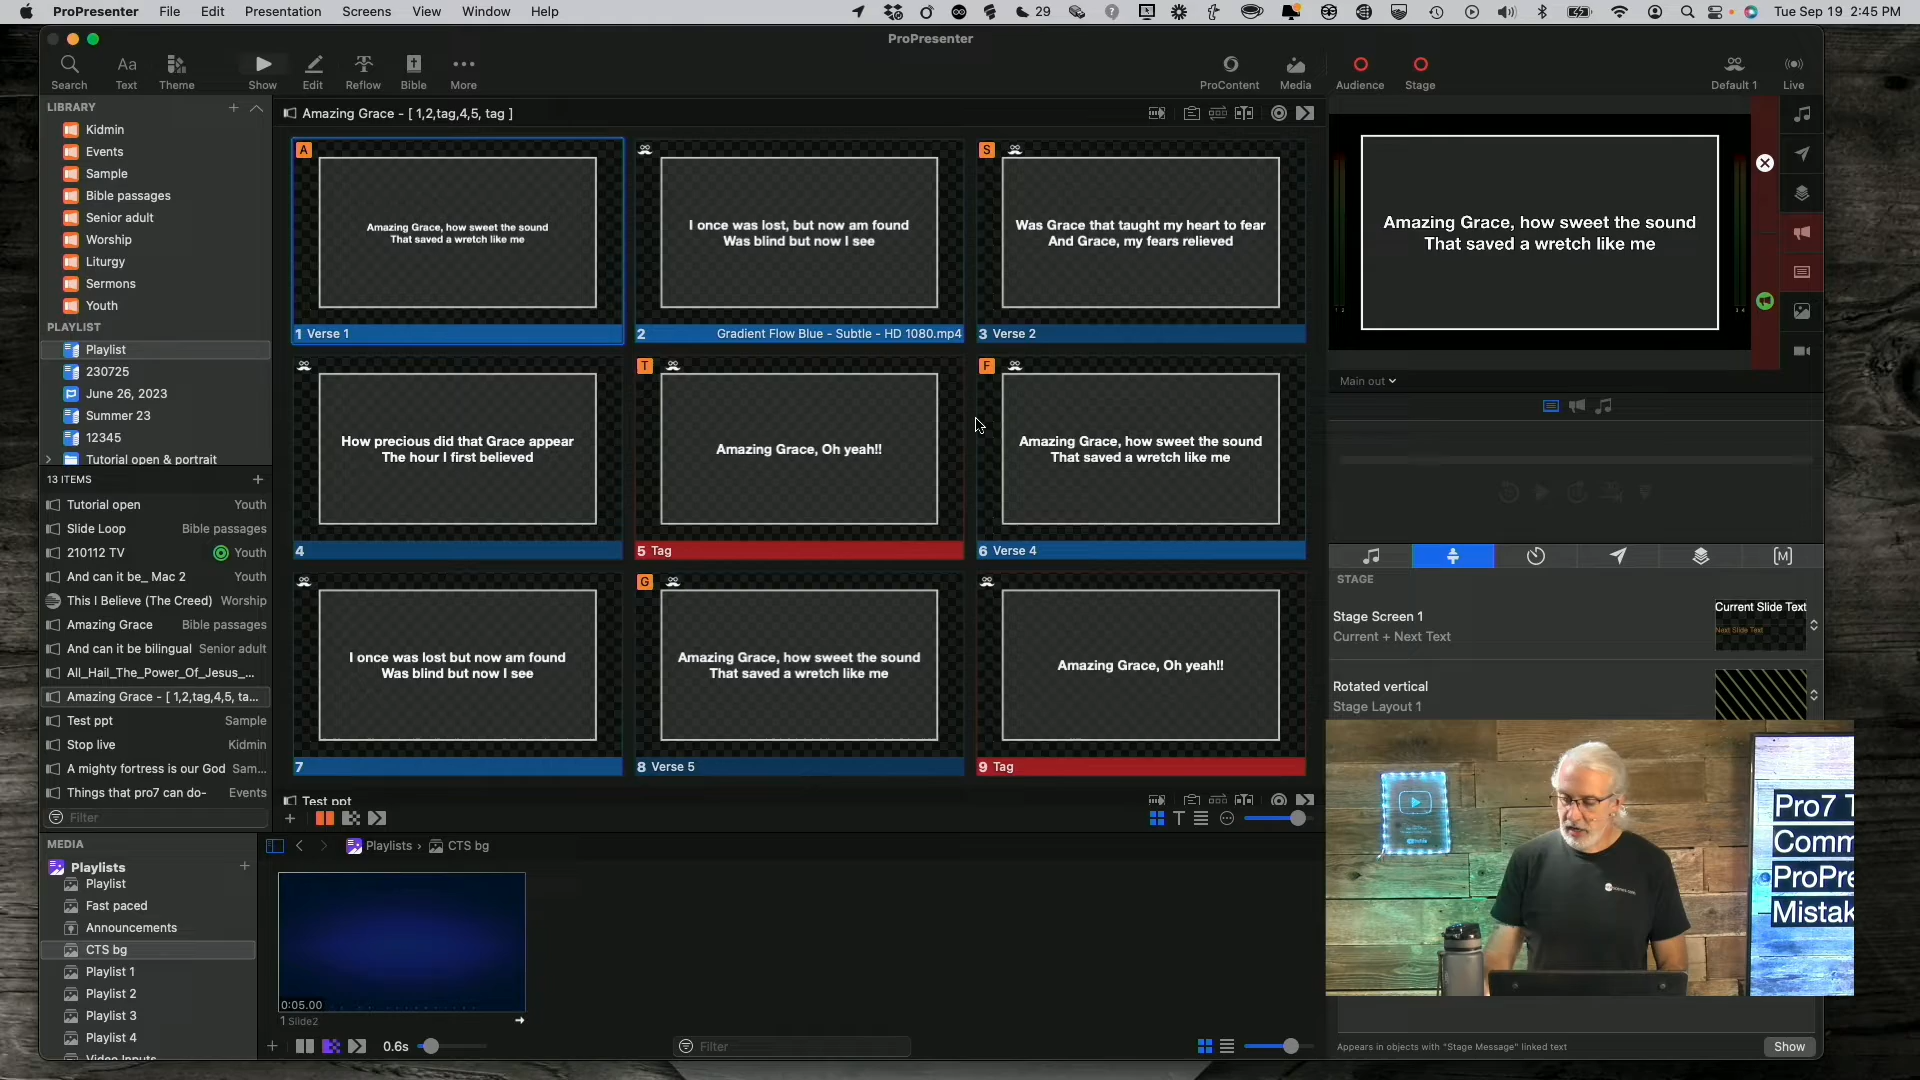 ProPresenter File Edit Presentation Screens View Window Help
29 Tue Sep 19 2:45 PM
ProPresenter
Search Text Theme Show Edit Reflow Bible More ProContent Media Audience Stage Default 1 Live
LIBRARY
Kidmin
Events
Sample
Bible passages
Senior adult
Worship
Liturgy
Sermons
Youth
PLAYLIST
Playlist
230725
June 26, 2023
Summer 23
12345
Tutorial open & portrait
13 ITEMS
Tutorial open Youth
Slide Loop Bible passages
210112 TV Youth
And can it be_ Mac 2 Youth
This I Believe (The Creed) Worship
Amazing Grace Bible passages
And can it be bilingual Senior adult
All_Hail_The_Power_Of_Jesus_...
Amazing Grace - [ 1,2,tag,4,5, ta...
Test ppt Sample
Stop live Kidmin
A mighty fortress is our God Sam...
Things that pro7 can do- Events
Filter
Amazing Grace - [ 1,2,tag,4,5, tag ]
A
Amazing Grace, how sweet the sound
That saved a wretch like me
1 Verse 1
I once was lost, but now am found
Was blind but now I see
2 Gradient Flow Blue - Subtle - HD 1080.mp4
S
Was Grace that taught my heart to fear
And Grace, my fears relieved
3 Verse 2
How precious did that Grace appear
The hour I first believed
4
T
Amazing Grace, Oh yeah!!
5 Tag
F
Amazing Grace, how sweet the sound
That saved a wretch like me
6 Verse 4
I once was lost but now am found
Was blind but now I see
7
G
Amazing Grace, how sweet the sound
That saved a wretch like me
8 Verse 5
Amazing Grace, Oh yeah!!
9 Tag
Test ppt
Amazing Grace, how sweet the sound
That saved a wretch like me
Main out
STAGE
Stage Screen 1
Current + Next Text
Current Slide Text
Next Slide Text
Rotated vertical
Stage Layout 1
Pro7 T
Comm
ProPre
Mistak
Appears in objects with "Stage Message" linked text
Show
MEDIA
Playlists
Playlist
Fast paced
Announcements
CTS bg
Playlist 1
Playlist 2
Playlist 3
Playlist 4
Video Inputs
Playlists › CTS bg
0:05.00
1 Slide2
0.6s
Filter